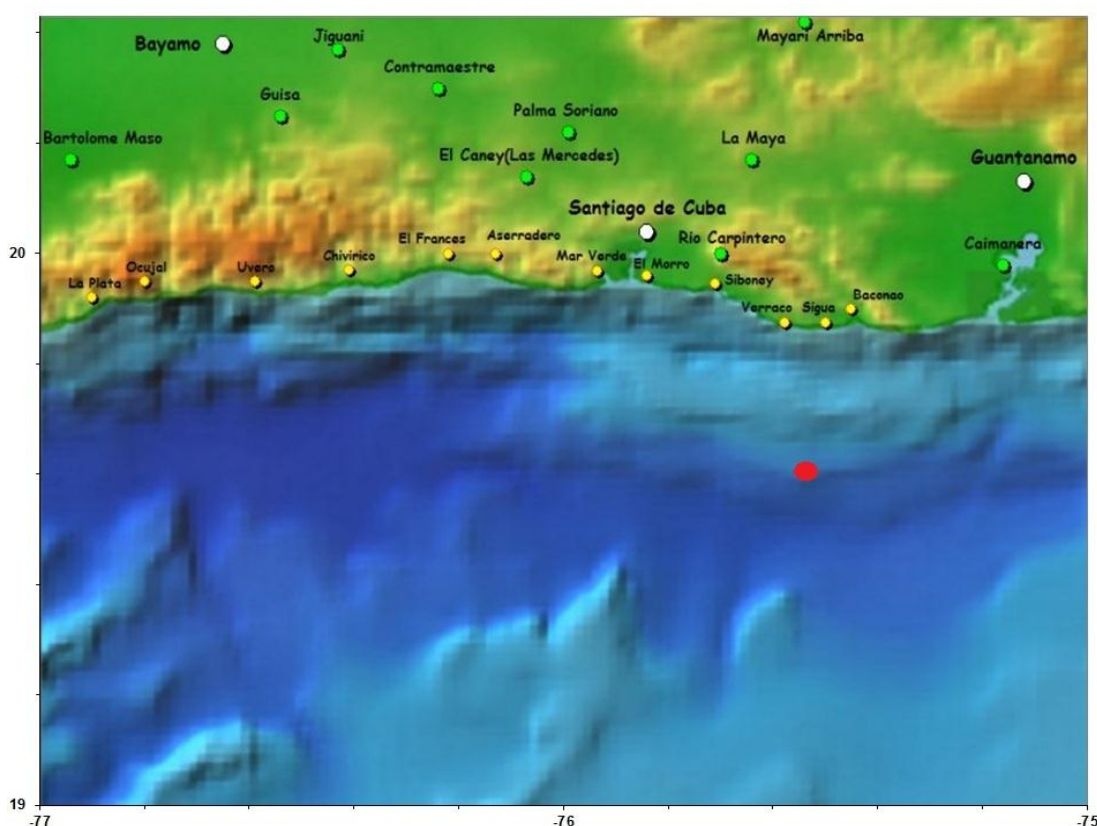 Mayari Arriba
Bayamo
Jiguani
Contramaestre
Guisa
Palma Soriano
Bartolome Maso
La Maya
El Caney(Las Mercedes)
Guantanamo
Santiago de Cuba
El Frances
Aserradero
Rio Carpintero
Caimanera
20
Chivirico
Mar Verde
El Morro
Ocujal
Uvero
La Plata
Siboney
Baconao
Verraco
Sigua
19
-77
-76
-75